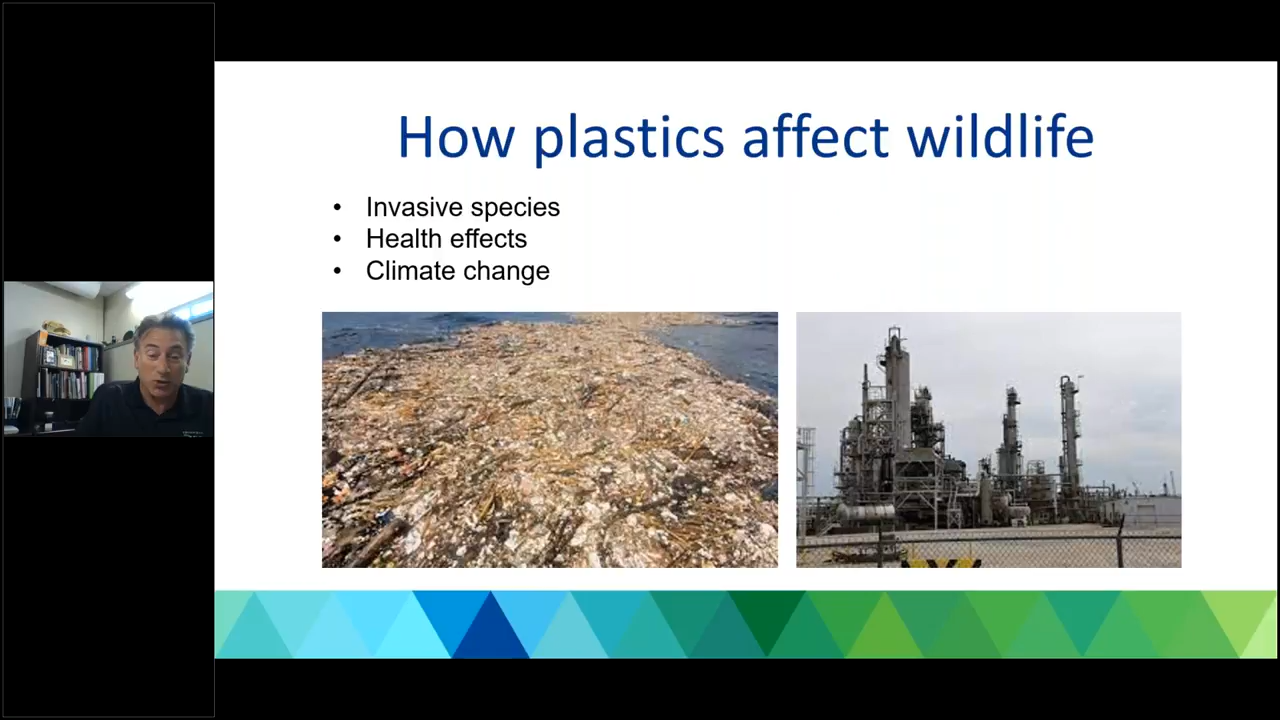 How plastics affect wildlife
• Invasive species
• Health effects
• Climate change